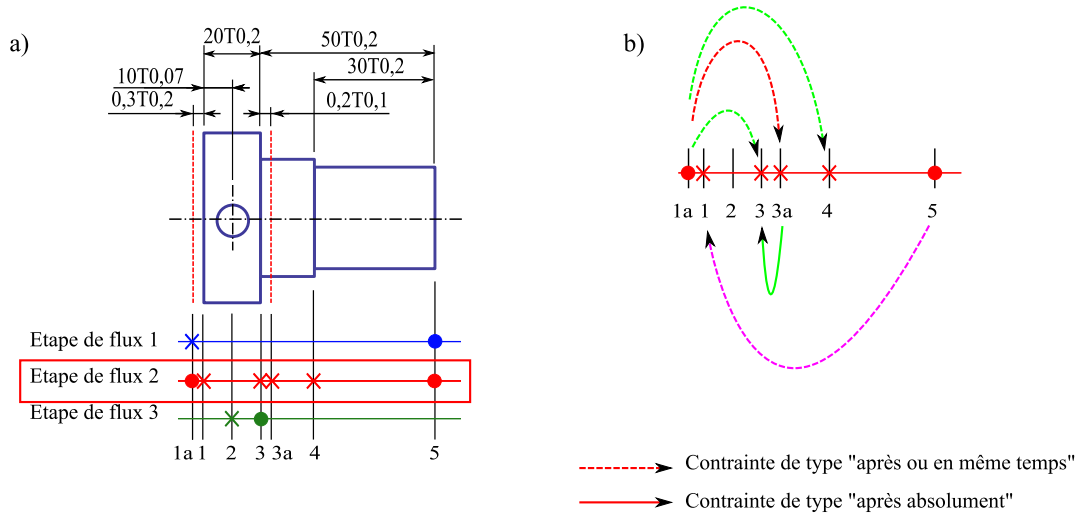 a)
20T0,2
50T0,2
10T0,07
30T0,2
0,3T0,2
0,2T0,1
Etape de flux 1
Etape de flux 2
Etape de flux 3
1a 1 2 3 3a 4 5
b)
1a 1 2 3 3a 4 5
Contrainte de type "après ou en même temps"
Contrainte de type "après absolument"